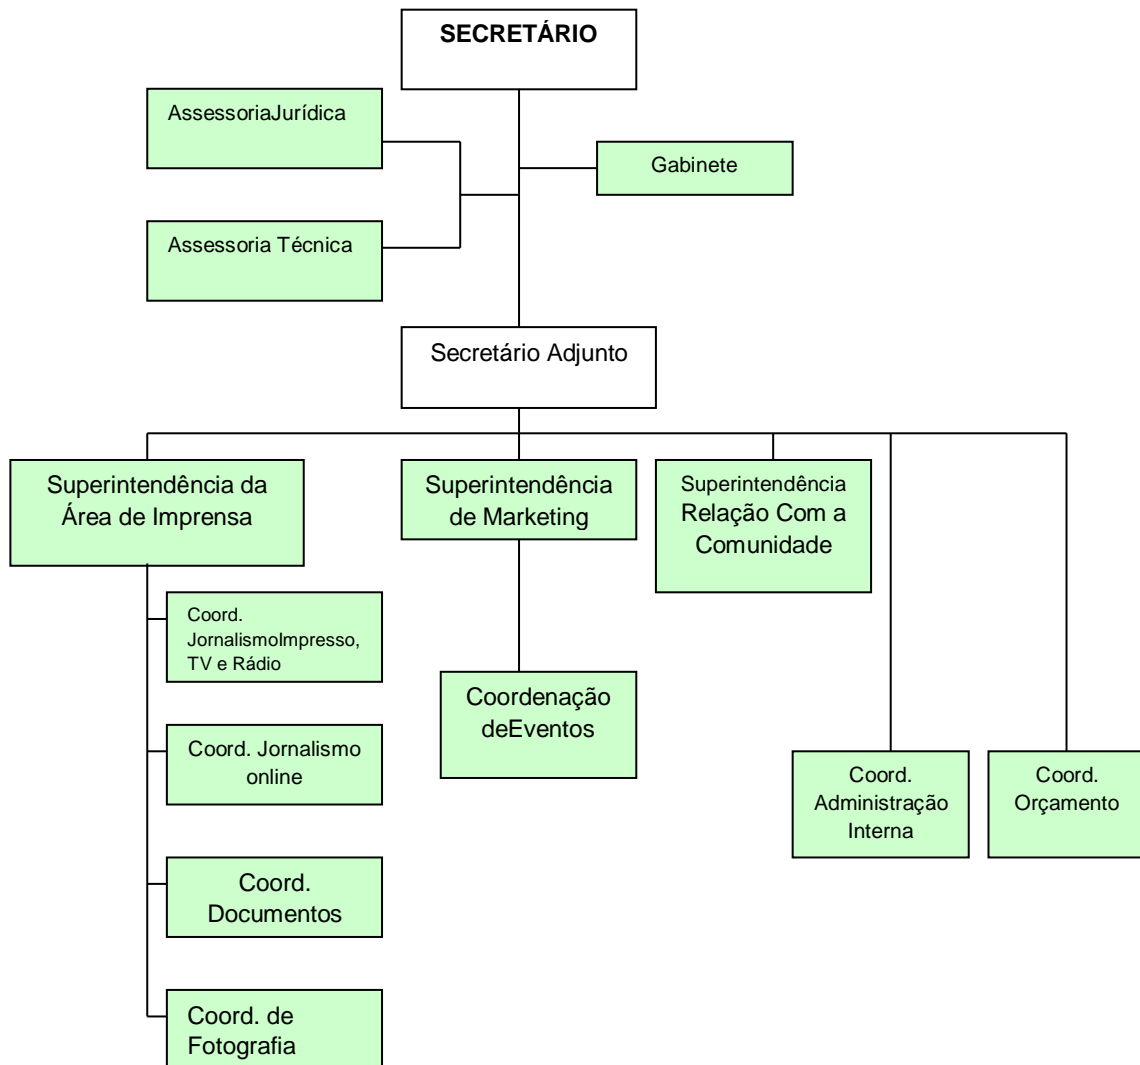 SECRETÁRIO
AssessoriaJurídica
Gabinete
Assessoria Técnica
Secretário Adjunto
Superintendência da
Área de Imprensa
Superintendência
de Marketing
Superintendência
Relação Com a
Comunidade
Coord.
JornalismoImpresso,
TV e Rádio
Coord. Jornalismo
online
Coord.
Documentos
Coord. de
Fotografia
Coordenação
deEventos
Coord.
Administração
Interna
Coord.
Orçamento